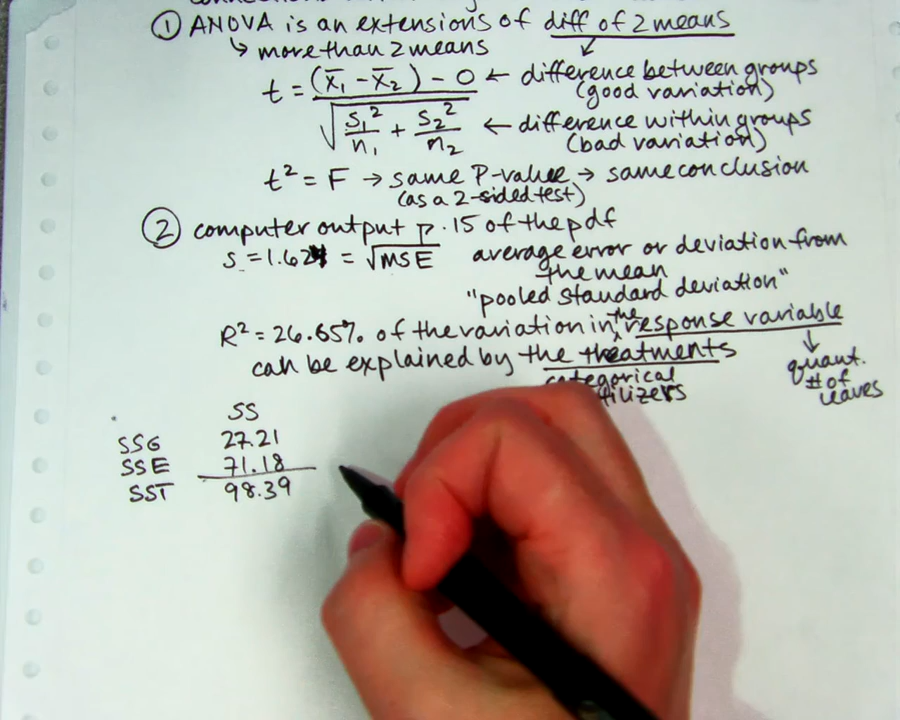 ① ANOVA is an extensions of diff of 2 means
↳ more than 2 means
t = (x̄₁ - x̄₂) - 0 ← difference between groups
(good variation)
√(s₁²/n₁ + s₂²/n₂) ← difference within groups
(bad variation)
t² = F → same P-value → same conclusion
(as a 2-sided test)
② computer output p. 15 of the pdf
s = 1.624 = √MSE average error or deviation from
the mean
"pooled standard deviation"
R² = 26.65% of the variation in the response variable
can be explained by the treatments
quant.
# of
leaves
categorical
tilizers
SS
SSG 27.21
SSE 71.18
SST 98.39